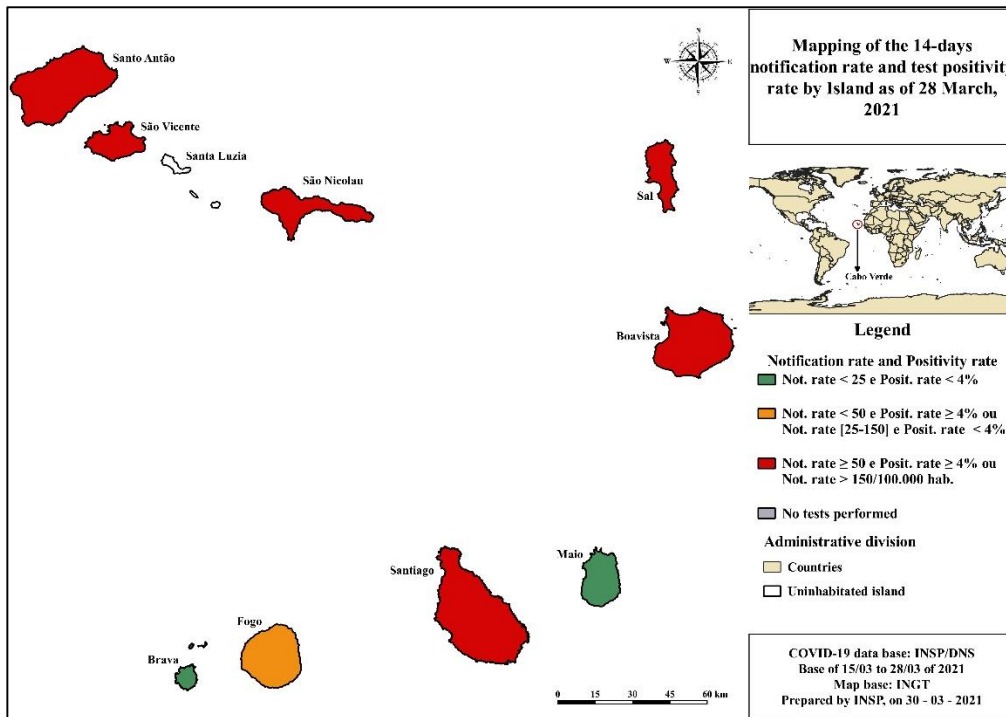 Mapping of the 14-days
notification rate and test positivity
rate by Island as of 28 March,
2021
Santo Antão
São Vicente
Santa Luzia
São Nicolau
Sal
Boavista
Maio
Santiago
Fogo
Brava
N
W
E
S
0 15 30 45 60 km
Cabo Verde
Legend
Notification rate and Positivity rate
Not. rate < 25 e Posit. rate < 4%
Not. rate < 50 e Posit. rate ≥ 4% ou
Not. rate [25-150] e Posit. rate < 4%
Not. rate ≥ 50 e Posit. rate ≥ 4% ou
Not. rate > 150/100.000 hab.
No tests performed
Administrative division
Countries
Uninhabitated island
COVID-19 data base: INSP/DNS
Base of 15/03 to 28/03 of 2021
Map base: INGT
Prepared by INSP, on 30 - 03 - 2021